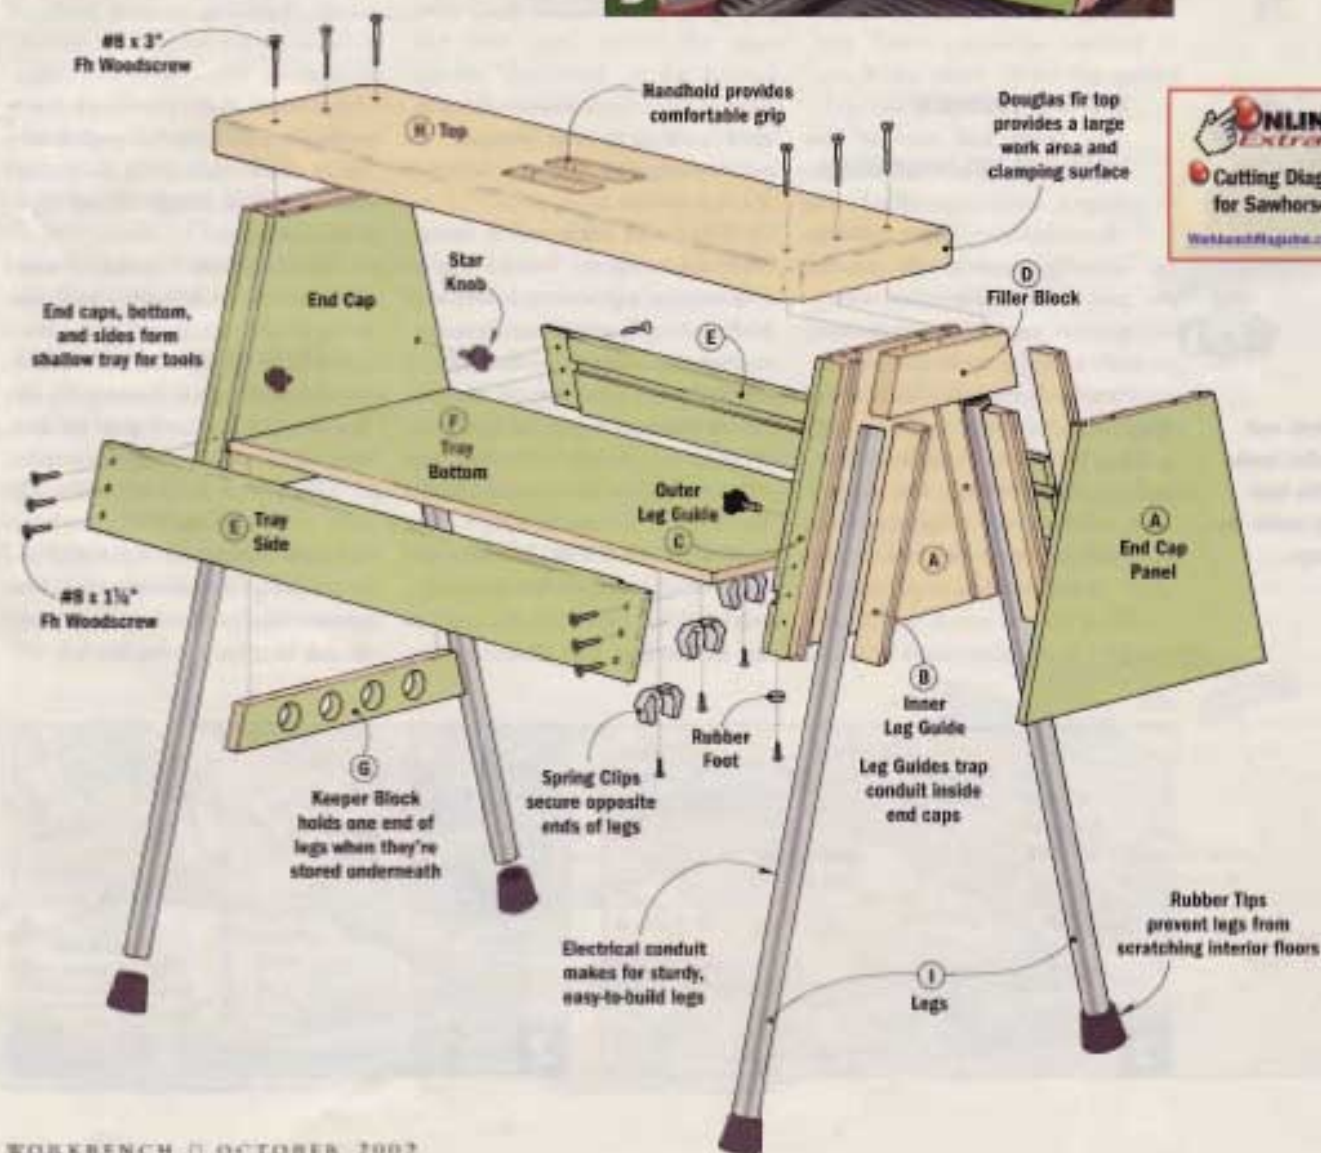 #8 x 3"
Fh Woodscrew
H Top
Handhold provides
comfortable grip
Douglas fir top
provides a large
work area and
clamping surface
ONLIN
Extra
Cutting Diag
for Sawhors
D
Filler Block
Star
Knob
End Cap
End caps, bottom,
and sides form
shallow tray for tools
E
F
Tray
Bottom
Outer
Leg Guide
C
A
End Cap
Panel
A
E Tray
Side
#8 x 1½"
Fh Woodscrew
B
Inner
Leg Guide
Leg Guides trap
conduit inside
end caps
Rubber
Foot
G
Keeper Block
holds one end of
legs when they're
stored underneath
Spring Clips
secure opposite
ends of legs
Electrical conduit
makes for sturdy,
easy-to-build legs
I
Legs
Rubber Tips
prevent legs from
scratching interior floors
WORKBENCH OCTOBER 2002